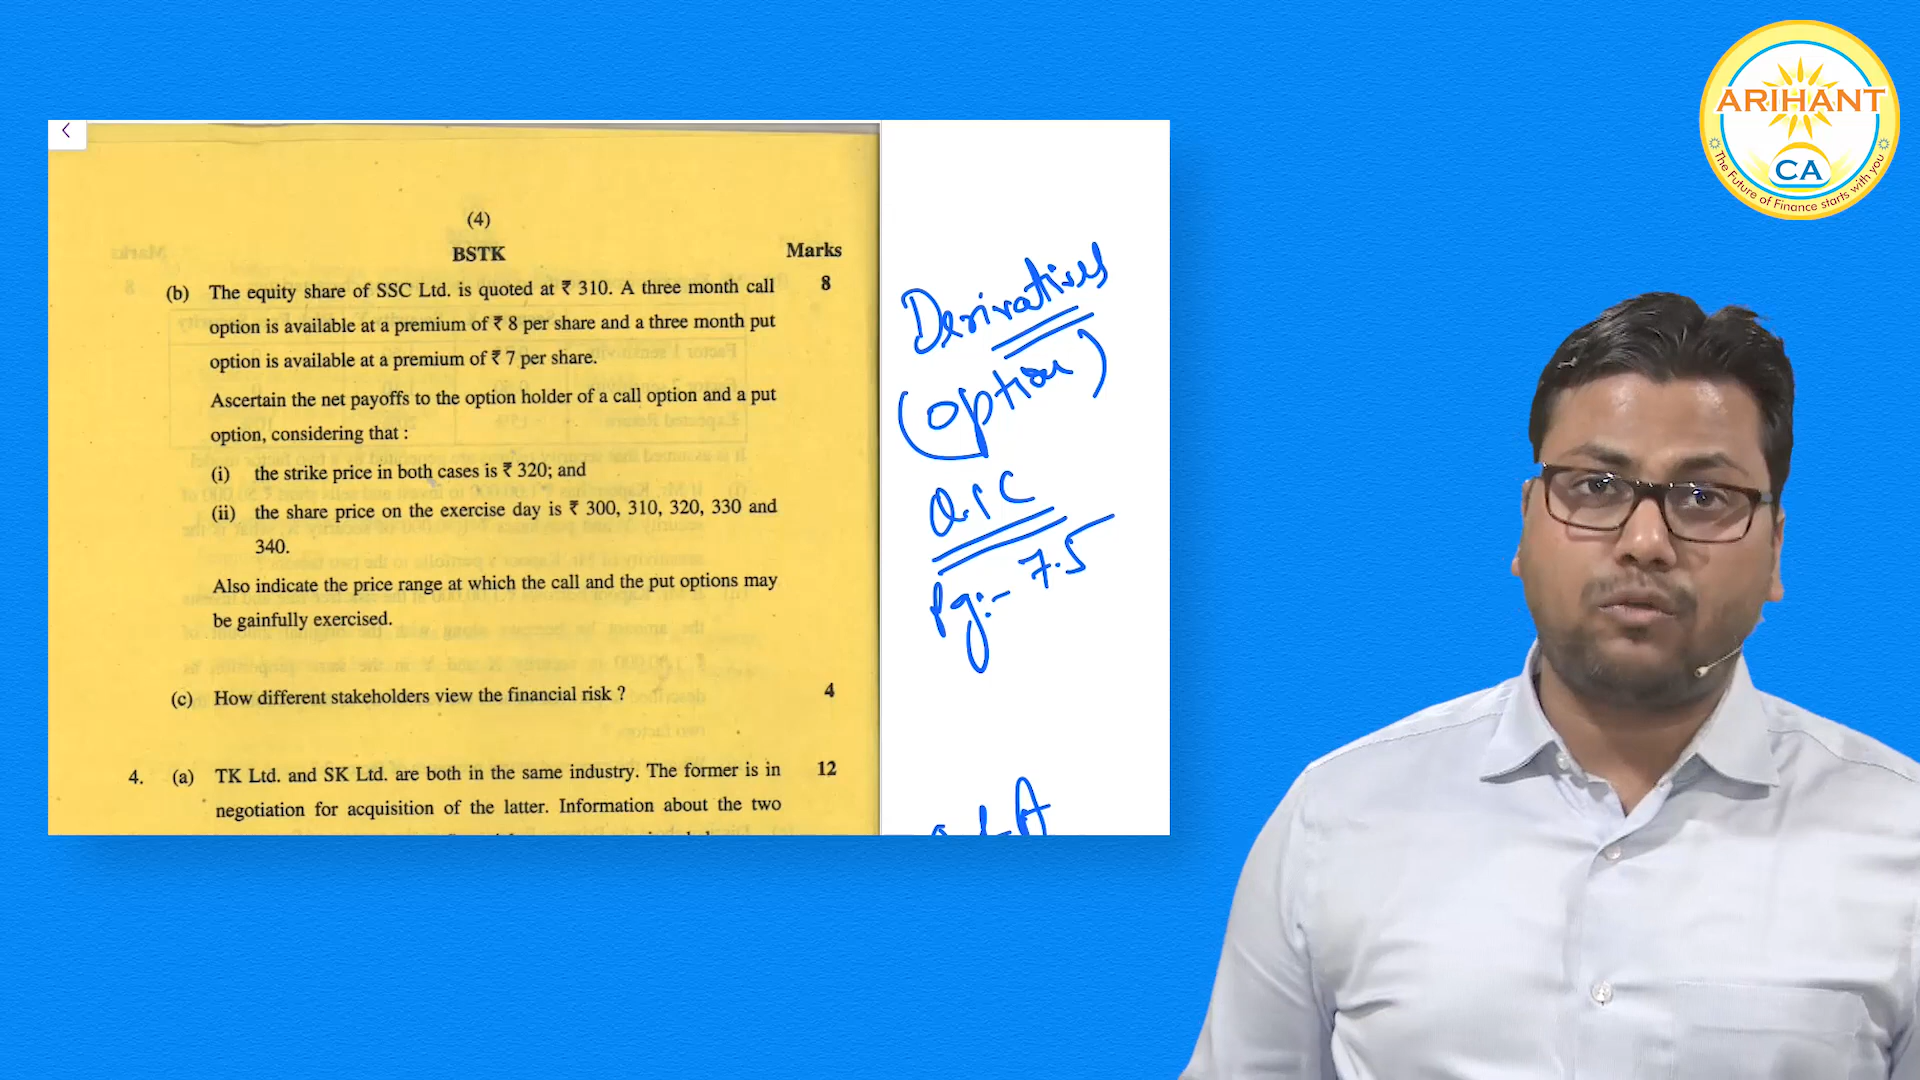 (4)
BSTK
Marks
(b) The equity share of SSC Ltd. is quoted at ₹ 310. A three month call 8
option is available at a premium of ₹ 8 per share and a three month put
option is available at a premium of ₹ 7 per share.
Ascertain the net payoffs to the option holder of a call option and a put
option, considering that :
(i) the strike price in both cases is ₹ 320; and
(ii) the share price on the exercise day is ₹ 300, 310, 320, 330 and
340.
Also indicate the price range at which the call and the put options may
be gainfully exercised.
(c) How different stakeholders view the financial risk ? 4
4. (a) TK Ltd. and SK Ltd. are both in the same industry. The former is in 12
negotiation for acquisition of the latter. Information about the two
Derivatives
(option)
Pg:- 7.5
ARIHANT
CA
The Future of Finance starts with you